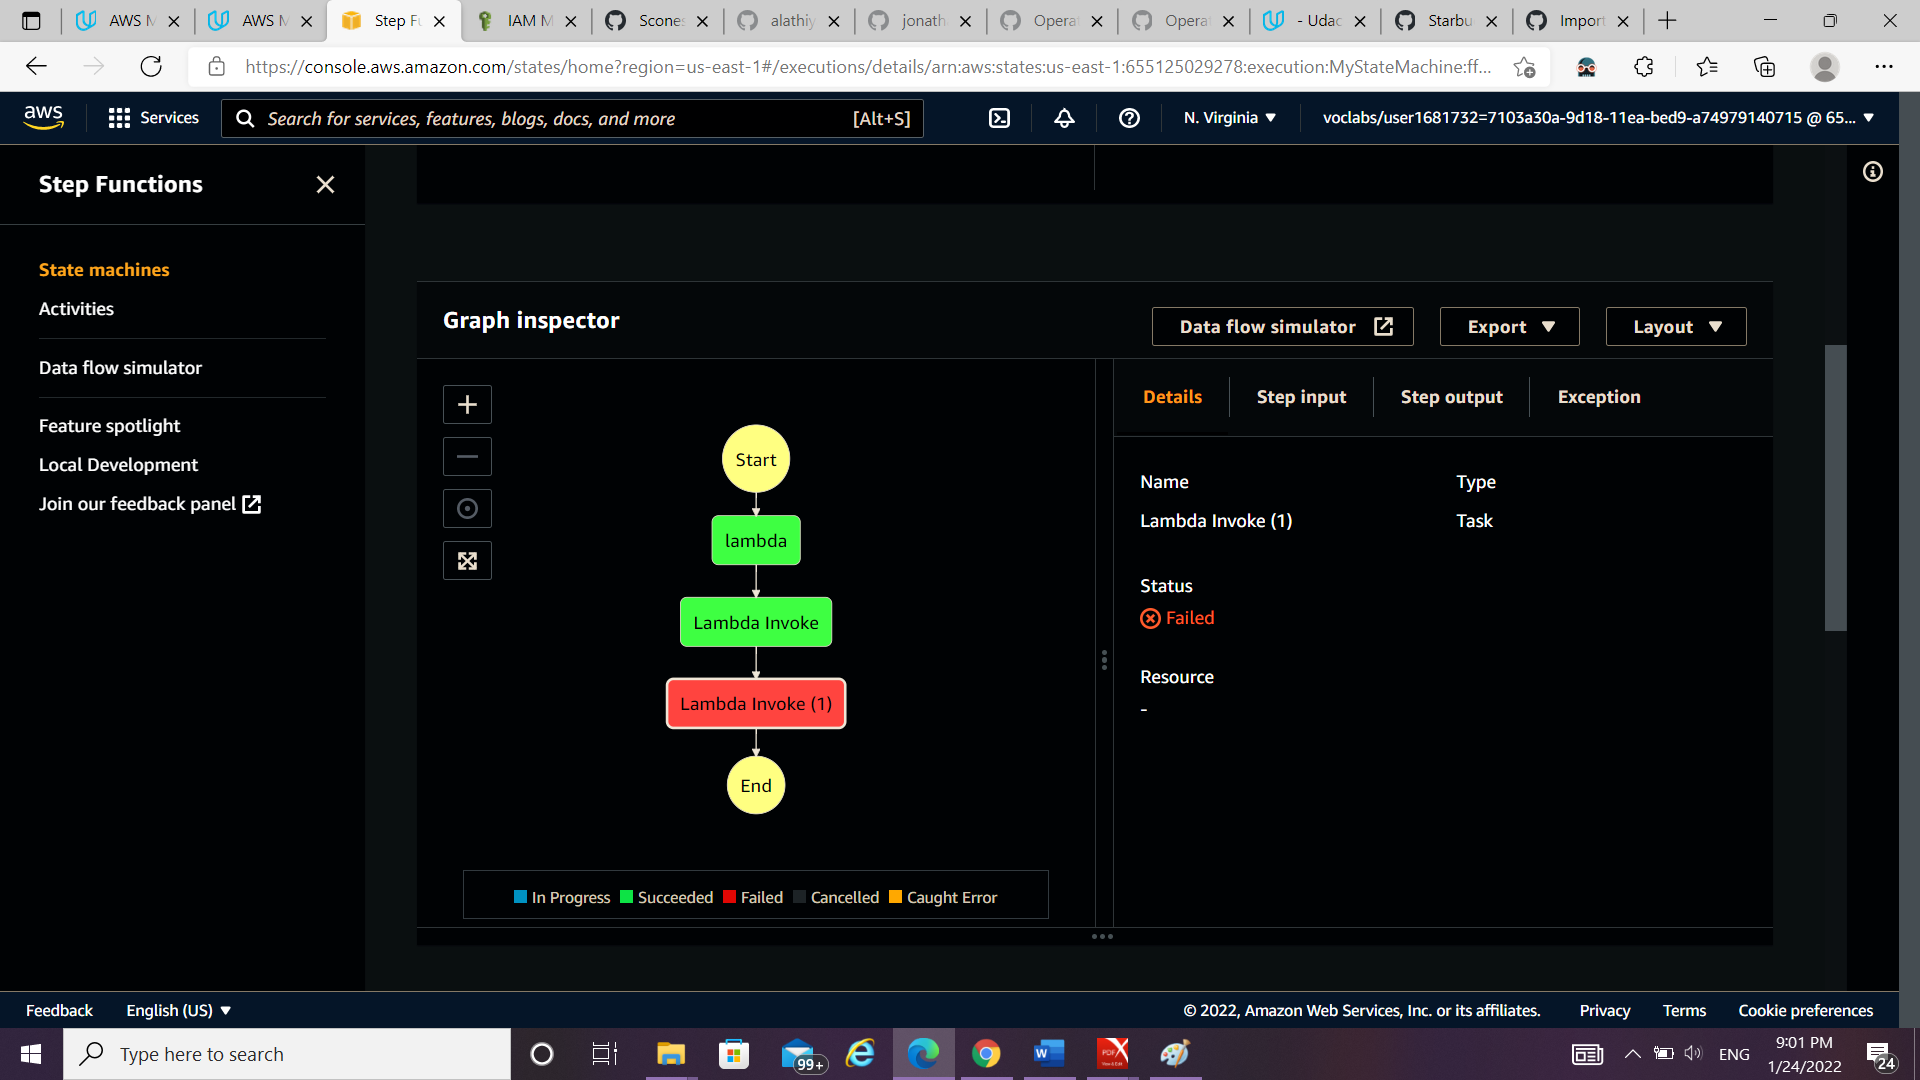 AWS M
AWS M
Step Fu
IAM M
Scones
alathiy
jonath
Operat
Operat
- Udac
Starbu
Import
https://console.aws.amazon.com/states/home?region=us-east-1#/executions/details/arn:aws:states:us-east-1:655125029278:execution:MyStateMachine:ff...
aws
Services
Search for services, features, blogs, docs, and more
[Alt+S]
N. Virginia
voclabs/user1681732=7103a30a-9d18-11ea-bed9-a74979140715 @ 65...
Step Functions
State machines
Activities
Data flow simulator
Feature spotlight
Local Development
Join our feedback panel
Graph inspector
Data flow simulator
Export
Layout
Start
lambda
Lambda Invoke
Lambda Invoke (1)
End
In Progress Succeeded Failed Cancelled Caught Error
Details
Step input
Step output
Exception
Name
Type
Lambda Invoke (1)
Task
Status
Failed
Resource
-
Feedback
English (US)
© 2022, Amazon Web Services, Inc. or its affiliates.
Privacy
Terms
Cookie preferences
Type here to search
99+
W
PDF X
ENG
9:01 PM
1/24/2022
24